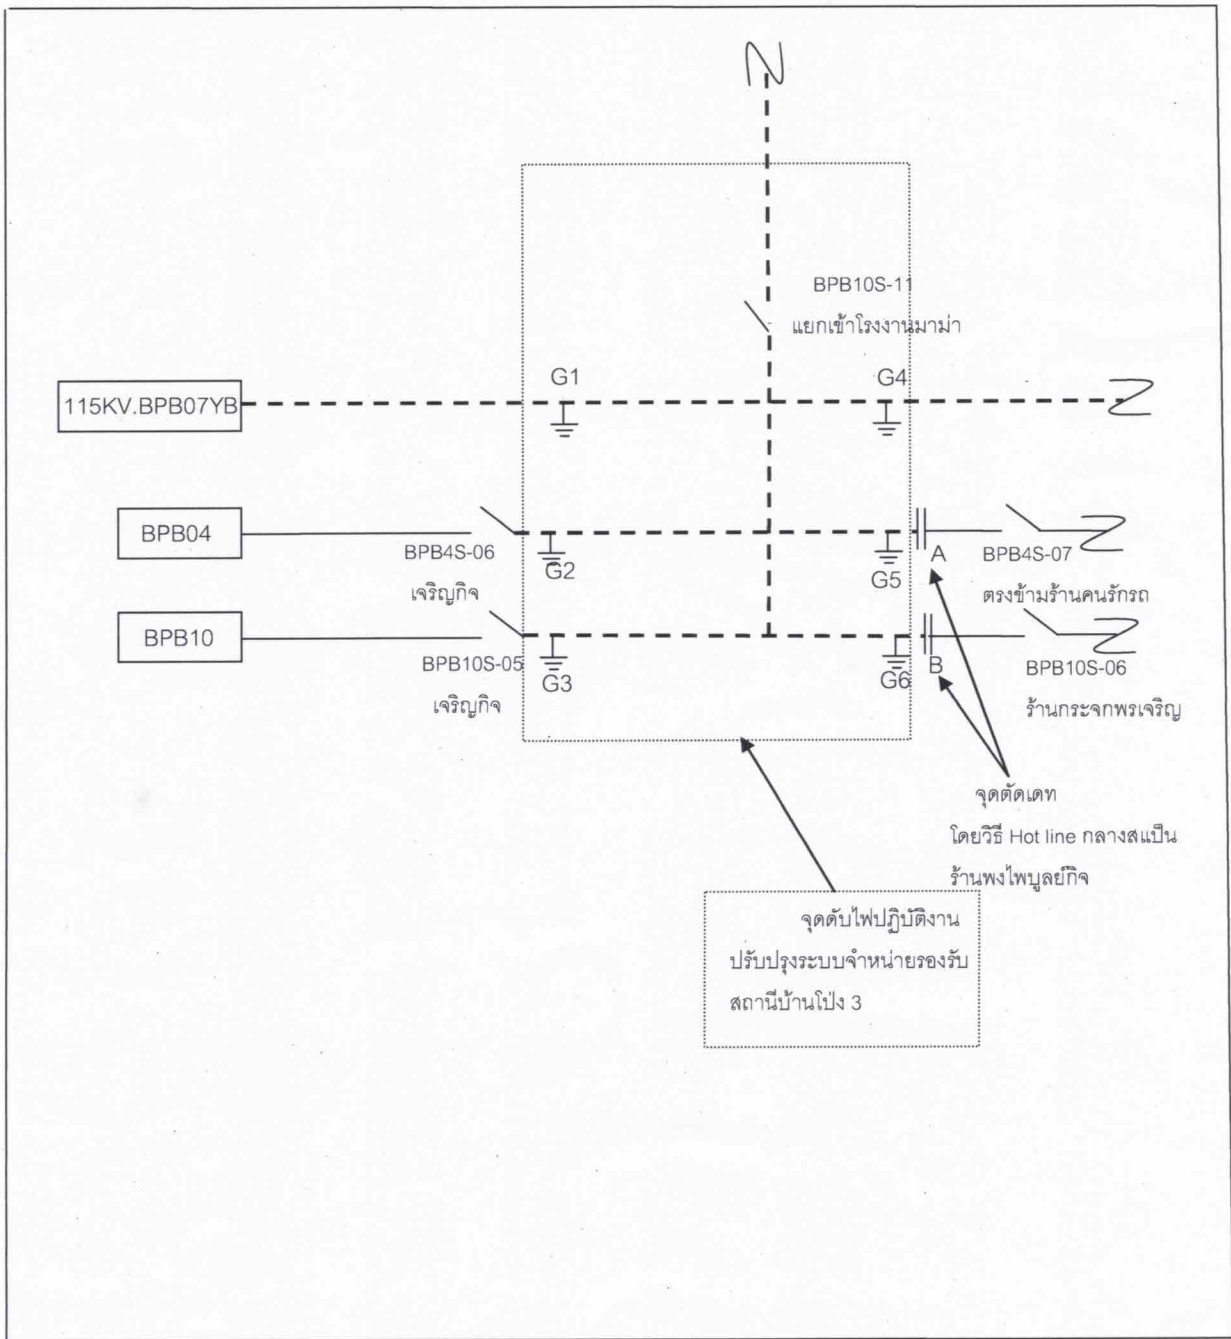 BPB10S-11
แยกเข้าโรงงานมาม่า
G1
G4
115KV.BPB07YB
BPB04
BPB4S-06
เจริญกิจ
G2
G5
A
BPB4S-07
ตรงข้ามร้านคนรักรถ
BPB10
BPB10S-05
เจริญกิจ
G3
G6
B
BPB10S-06
ร้านกระจกพรเจริญ
จุดตัดเดท
โดยวิธี Hot line กลางสแป็น
ร้านพงไพบูลย์กิจ
จุดดับไฟปฏิบัติงาน
ปรับปรุงระบบจำหน่ายรองรับ
สถานีบ้านโป่ง 3